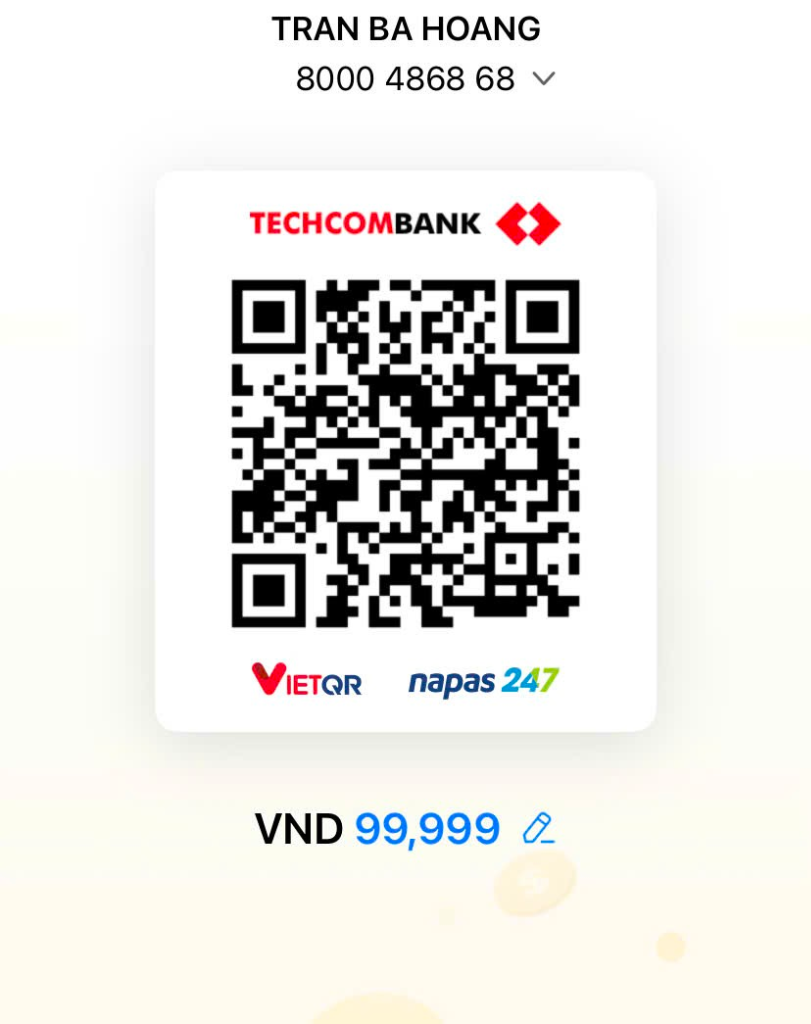 TRAN BA HOANG
8000 4868 68
TECHCOMBANK
VIETQR napas 247
VND 99,999